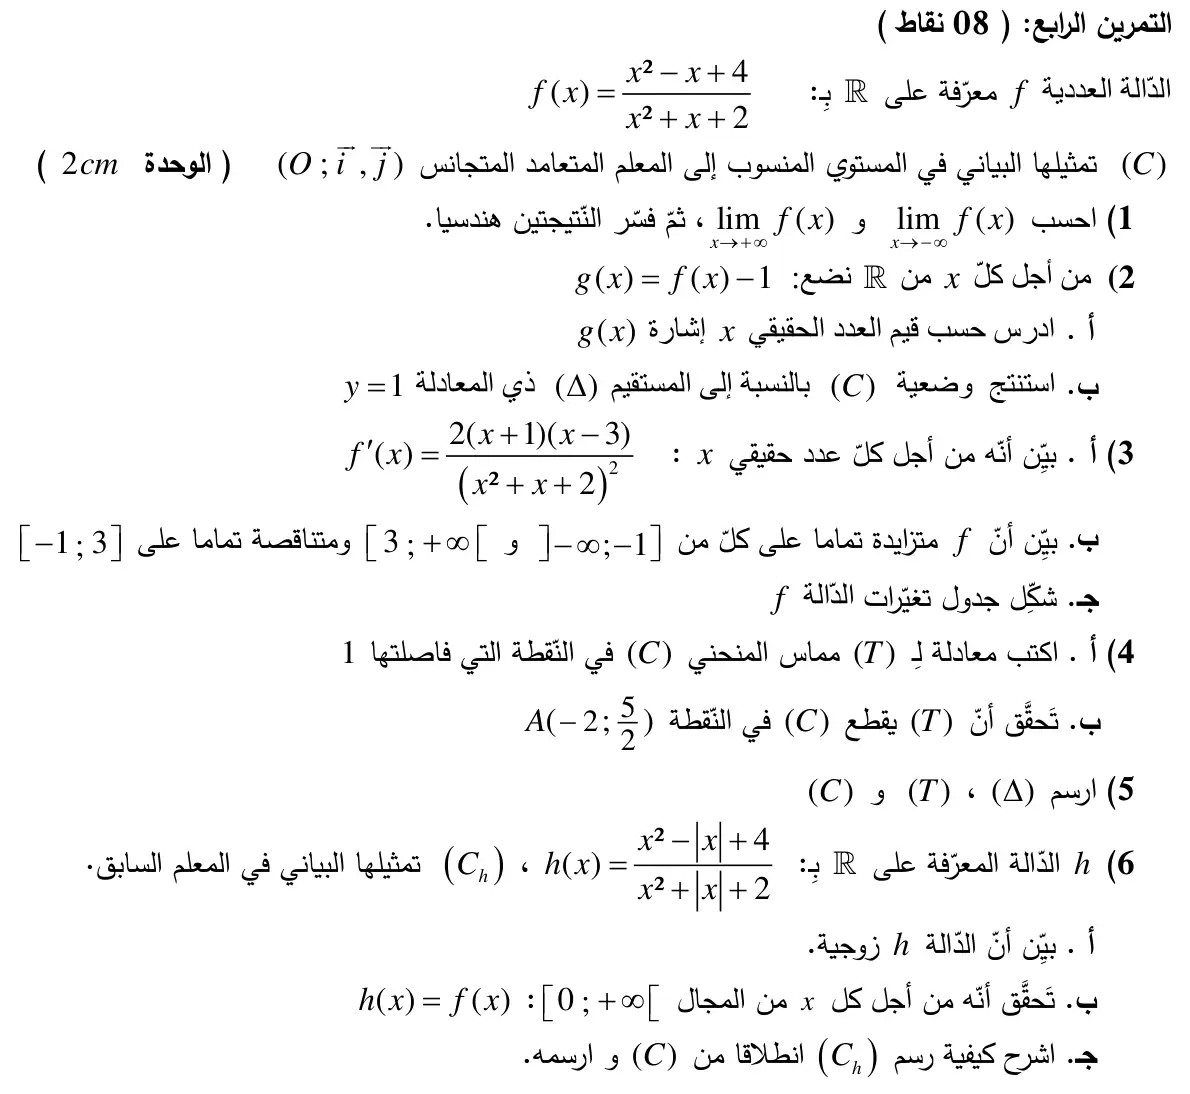 التمرين الرابع: ( 08 نقاط )
الدّالة العددية f معرّفة على ℝ بِـ: f(x) = (x² − x + 4)/(x² + x + 2)
(C) تمثيلها البياني في المستوي المنسوب إلى المعلم المتعامد المتجانس (O ; i⃗ , j⃗) ( الوحدة 2cm )
1) احسب lim_{x→−∞} f(x) و lim_{x→+∞} f(x) ، ثمّ فسّر النّتيجتين هندسيا.
2) من أجل كلّ x من ℝ نضع: g(x) = f(x) − 1
أ . ادرس حسب قيم العدد الحقيقي x إشارة g(x)
ب. استنتج وضعية (C) بالنسبة إلى المستقيم (Δ) ذي المعادلة y = 1
3) أ . بيِّن أنّه من أجل كلّ عدد حقيقي x : f′(x) = 2(x + 1)(x − 3)/(x² + x + 2)²
ب. بيِّن أنّ f متزايدة تماما على كلّ من ]−∞;−1] و [3 ; +∞[ ومتناقصة تماما على [−1 ; 3]
جـ. شكِّل جدول تغيّرات الدّالة f
4) أ . اكتب معادلة لِـ (T) مماس المنحني (C) في النّقطة التي فاصلتها 1
ب. تَحقَّق أنّ (T) يقطع (C) في النّقطة A(−2; 5/2)
5) ارسم (Δ) ، (T) و (C)
6) h الدّالة المعرّفة على ℝ بِـ: h(x) = (x² − |x| + 4)/(x² + |x| + 2) ، (C_h) تمثيلها البياني في المعلم السابق.
أ . بيِّن أنّ الدّالة h زوجية.
ب. تَحقَّق أنّه من أجل كل x من المجال [0 ; +∞[ : h(x) = f(x)
جـ. اشرح كيفية رسم (C_h) انطلاقا من (C) و ارسمه.